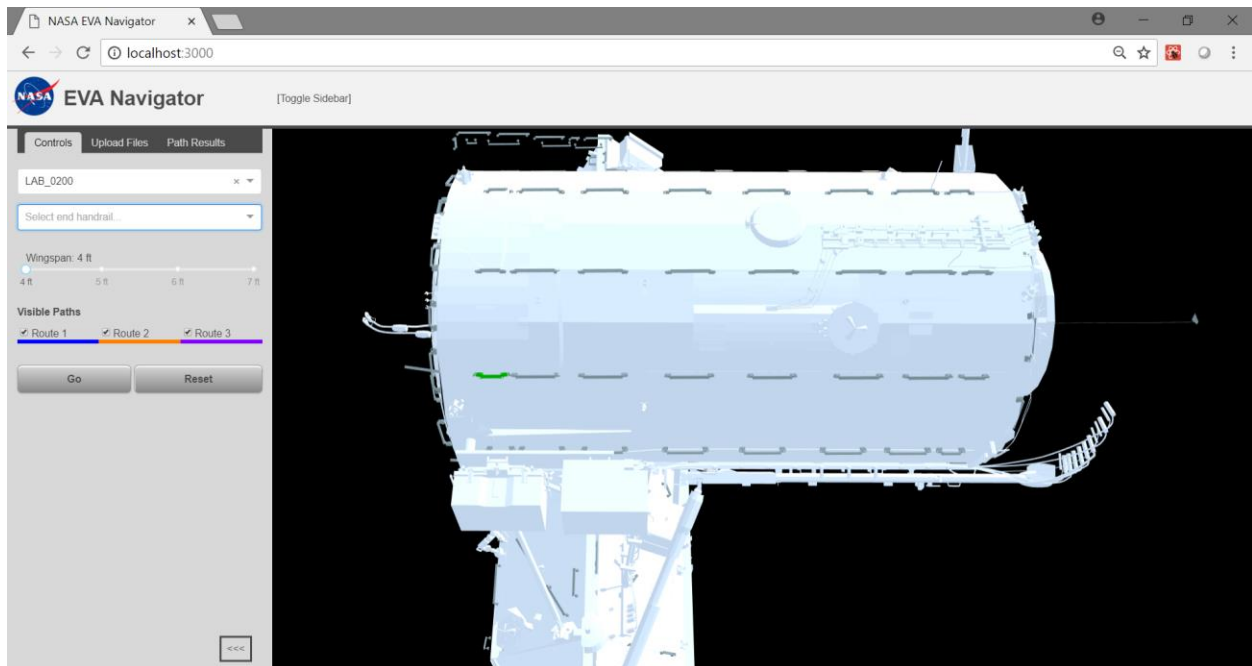 NASA EVA Navigator
localhost:3000
NASA EVA Navigator [Toggle Sidebar]
Controls Upload Files Path Results
LAB_0200
Select end handrail...
Wingspan: 4 ft
4 ft 5 ft 6 ft 7 ft
Visible Paths
Route 1 Route 2 Route 3
Go Reset
<<<